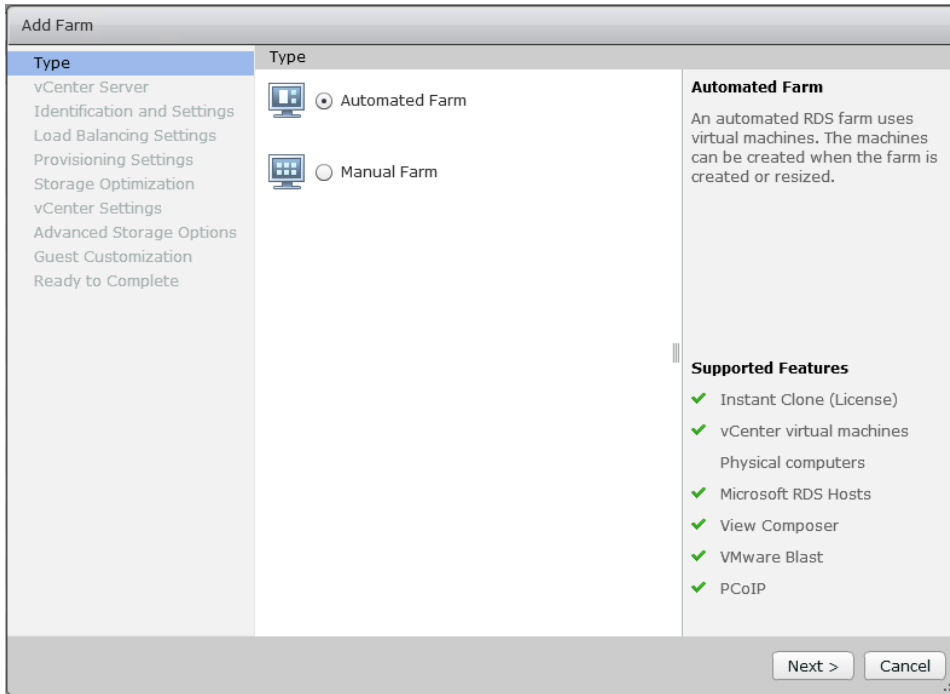 Add Farm
Type
vCenter Server
Identification and Settings
Load Balancing Settings
Provisioning Settings
Storage Optimization
vCenter Settings
Advanced Storage Options
Guest Customization
Ready to Complete
Type
Automated Farm
Manual Farm
Automated Farm
An automated RDS farm uses
virtual machines. The machines
can be created when the farm is
created or resized.
Supported Features
Instant Clone (License)
vCenter virtual machines
Physical computers
Microsoft RDS Hosts
View Composer
VMware Blast
PCoIP
Next >
Cancel